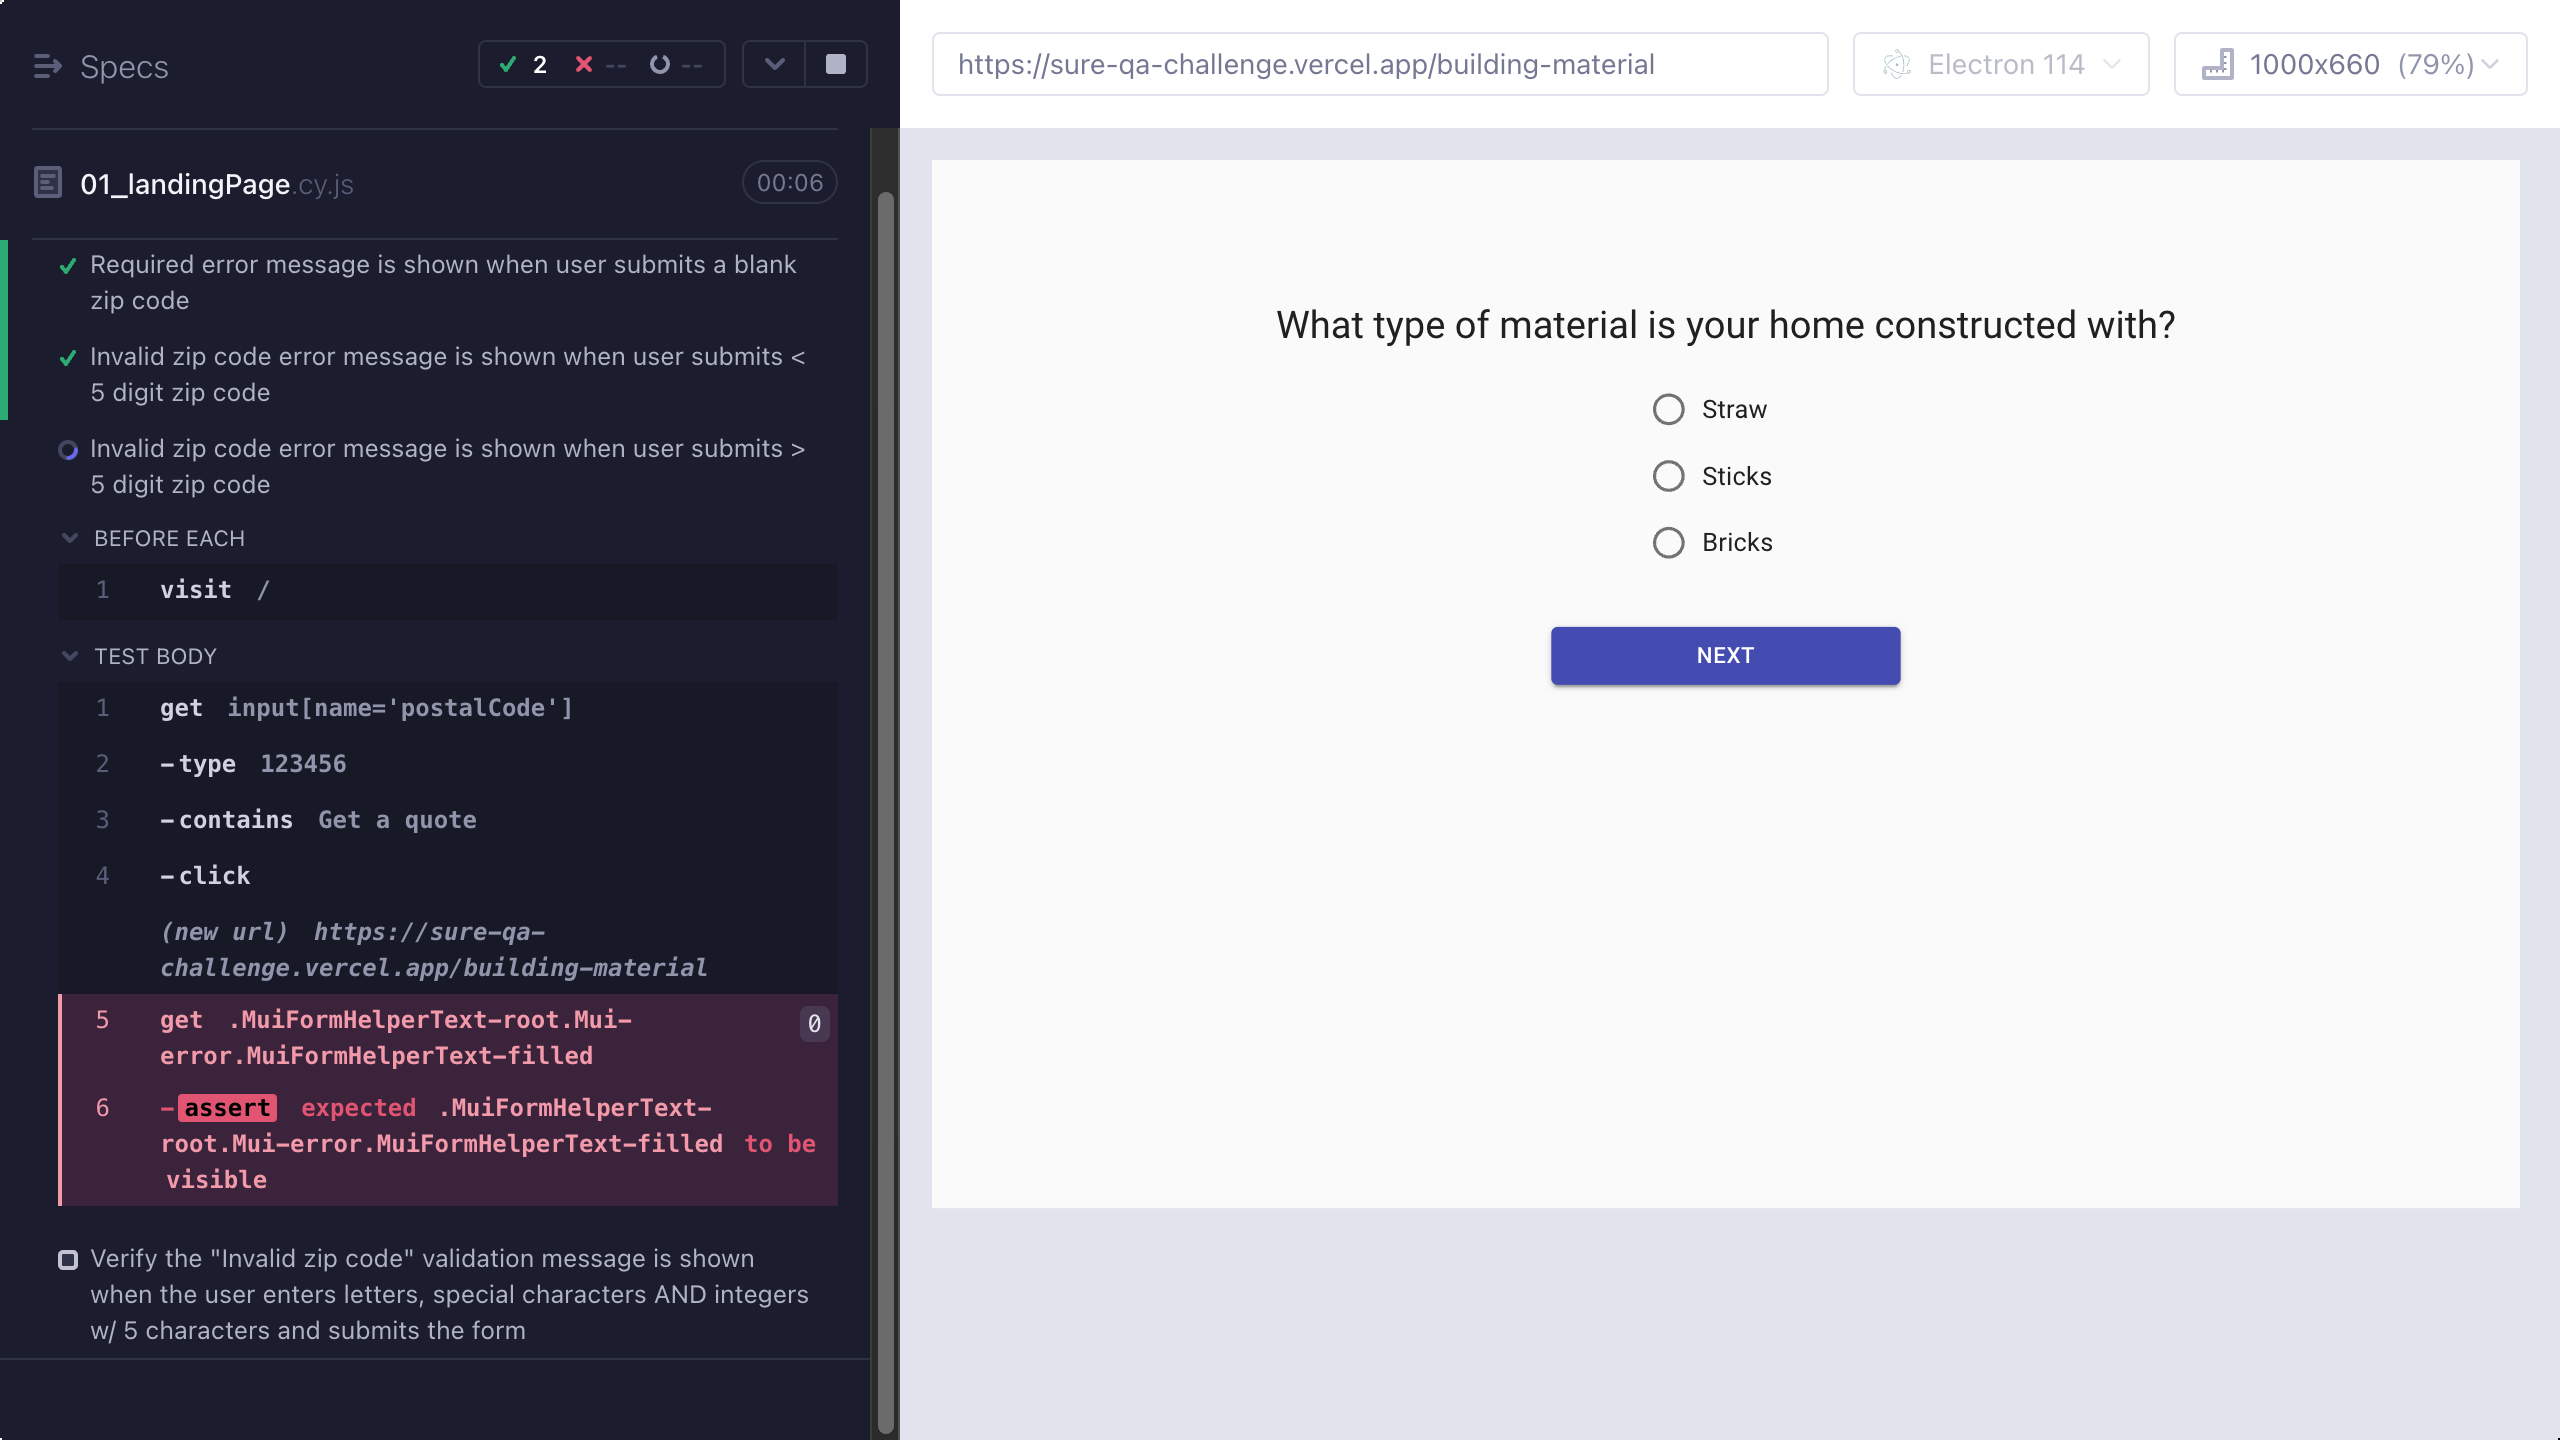 Specs
2
--
--
01_landingPage.cy.js
00:06
Required error message is shown when user submits a blank
zip code
Invalid zip code error message is shown when user submits <
5 digit zip code
Invalid zip code error message is shown when user submits >
5 digit zip code
BEFORE EACH
1 visit /
TEST BODY
1 get input[name='postalCode']
2 -type 123456
3 -contains Get a quote
4 -click
(new url) https://sure-qa-
challenge.vercel.app/building-material
5 get .MuiFormHelperText-root.Mui-
error.MuiFormHelperText-filled
0
6 -assert expected .MuiFormHelperText-
root.Mui-error.MuiFormHelperText-filled to be
visible
Verify the "Invalid zip code" validation message is shown
when the user enters letters, special characters AND integers
w/ 5 characters and submits the form
https://sure-qa-challenge.vercel.app/building-material
Electron 114
1000x660 (79%)
What type of material is your home constructed with?
Straw
Sticks
Bricks
NEXT